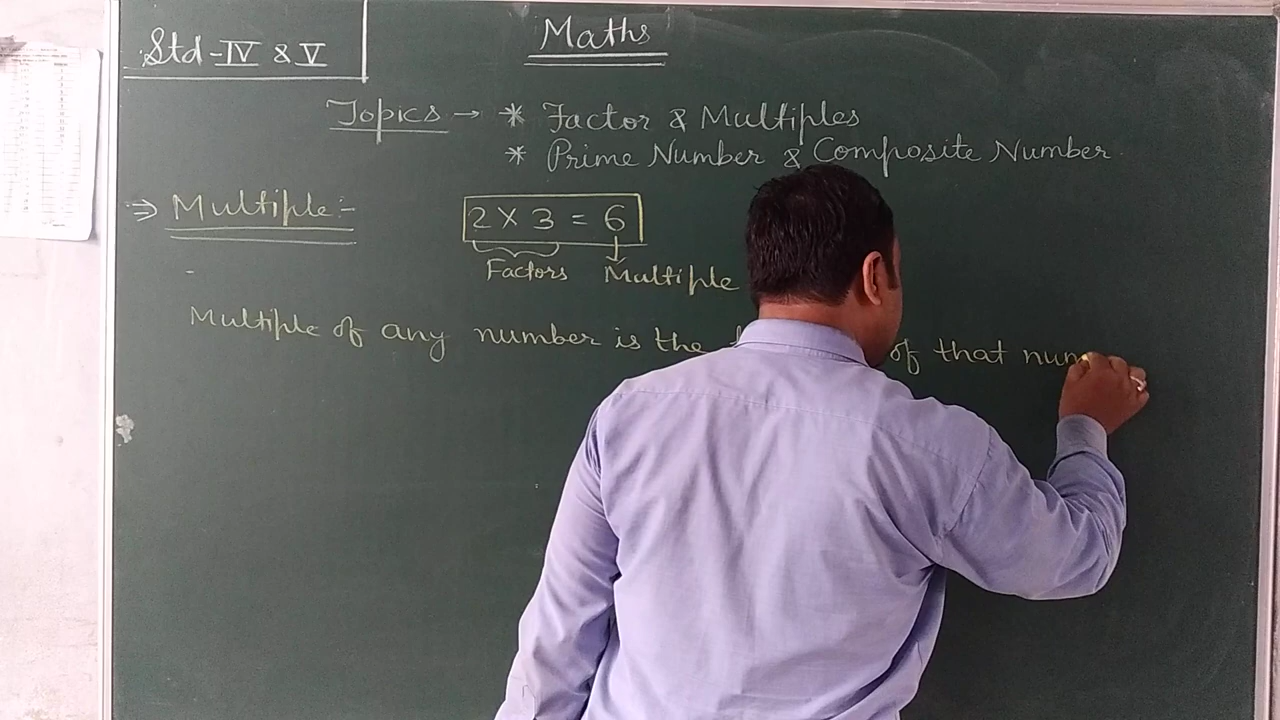 Std-IV & V
Maths
Topics → * Factor & Multiples
* Prime Number & Composite Number
⇒ Multiple:-
2 X 3 = 6
Factors Multiple
Multiple of any number is the of that num